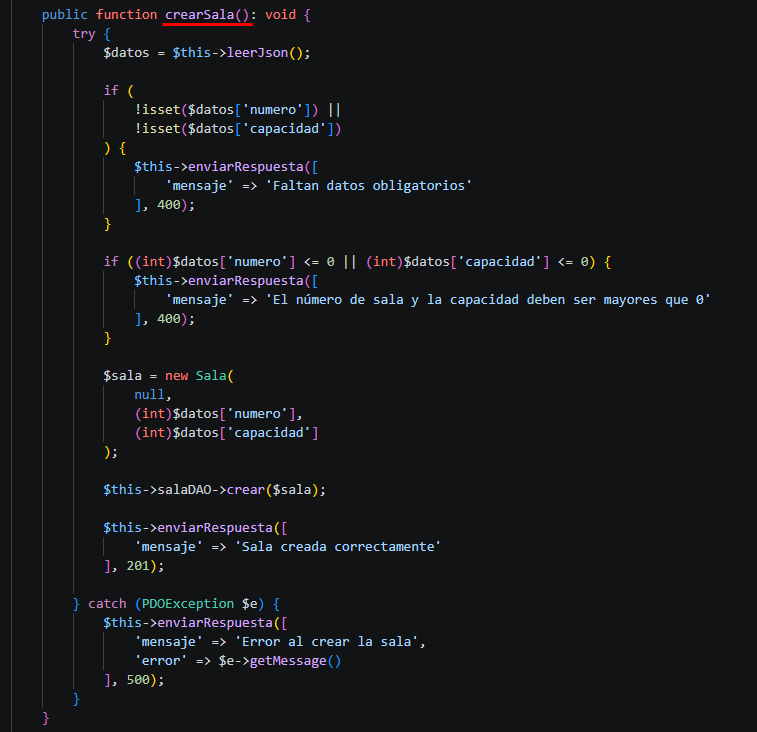 public function crearSala(): void {
try {
$datos = $this->leerJson();
if (
!isset($datos['numero']) ||
!isset($datos['capacidad'])
) {
$this->enviarRespuesta([
'mensaje' => 'Faltan datos obligatorios'
], 400);
}
if ((int)$datos['numero'] <= 0 || (int)$datos['capacidad'] <= 0) {
$this->enviarRespuesta([
'mensaje' => 'El número de sala y la capacidad deben ser mayores que 0'
], 400);
}
$sala = new Sala(
null,
(int)$datos['numero'],
(int)$datos['capacidad']
);
$this->salaDAO->crear($sala);
$this->enviarRespuesta([
'mensaje' => 'Sala creada correctamente'
], 201);
} catch (PDOException $e) {
$this->enviarRespuesta([
'mensaje' => 'Error al crear la sala',
'error' => $e->getMessage()
], 500);
}
}